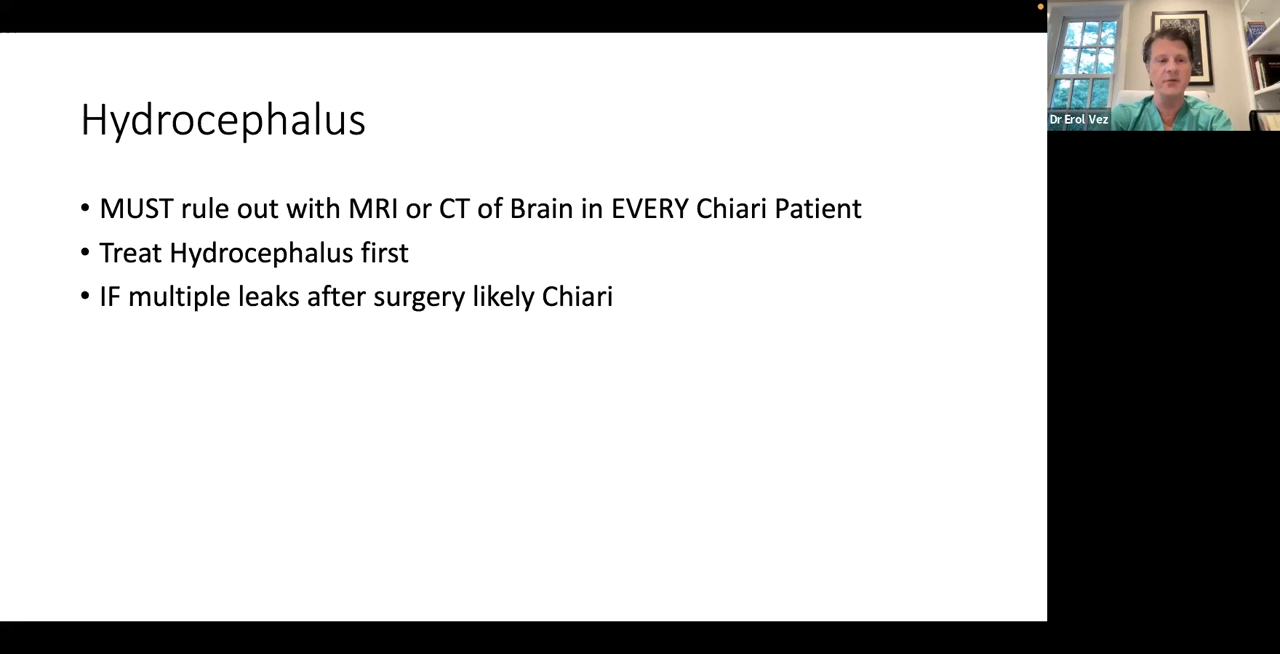 Hydrocephalus
• MUST rule out with MRI or CT of Brain in EVERY Chiari Patient
• Treat Hydrocephalus first
• IF multiple leaks after surgery likely Chiari
Dr Erol Vez